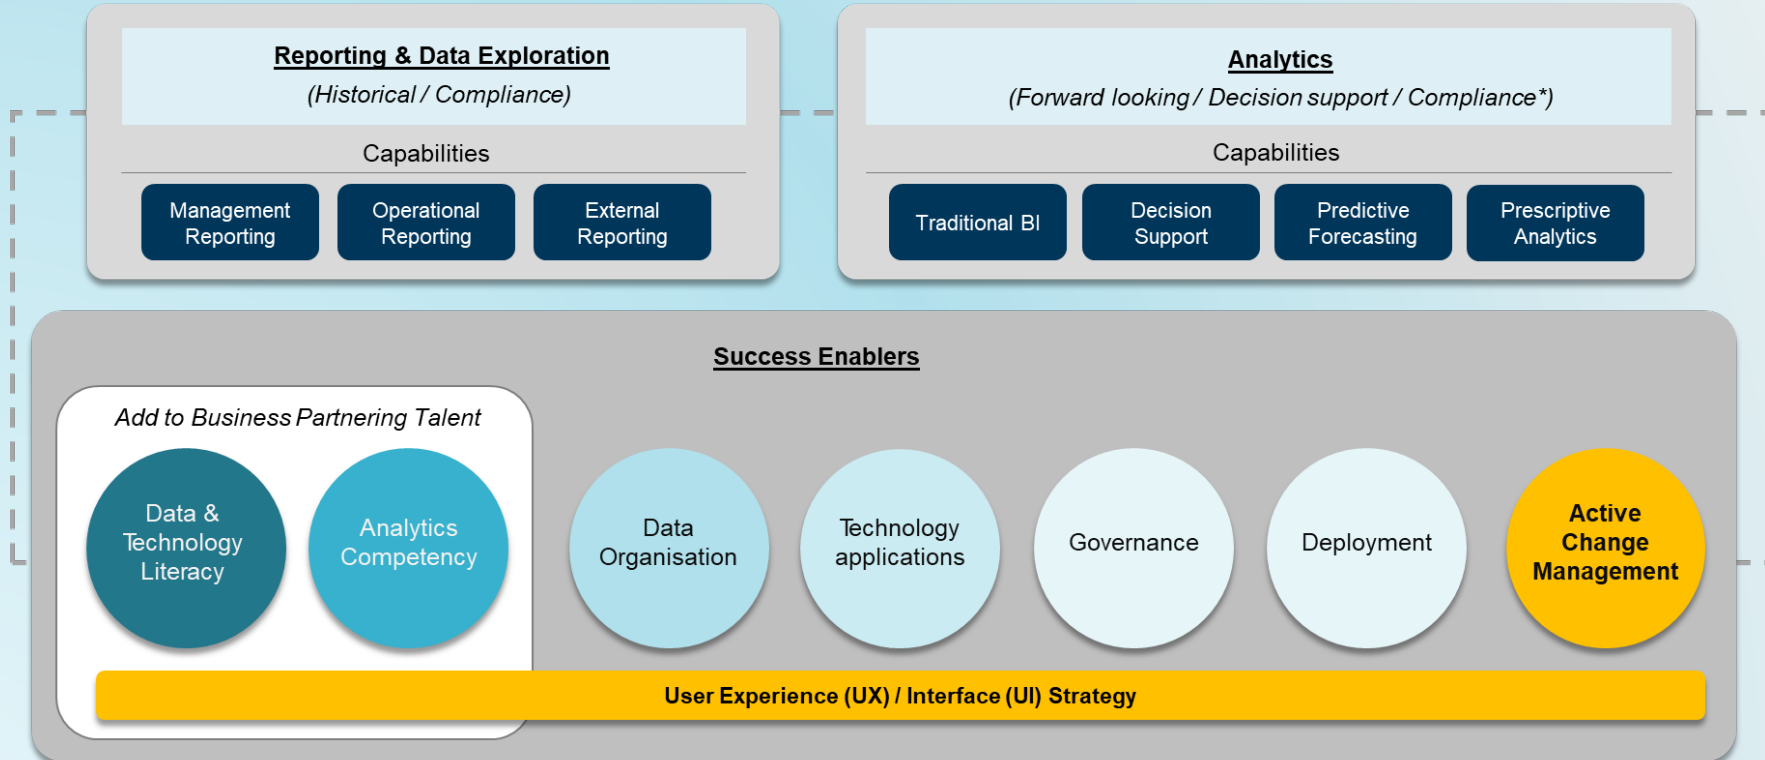 Reporting & Data Exploration
(Historical / Compliance)
Capabilities
Management
Reporting
Operational
Reporting
External
Reporting
Analytics
(Forward looking / Decision support / Compliance*)
Capabilities
Traditional BI
Decision
Support
Predictive
Forecasting
Prescriptive
Analytics
Success Enablers
Add to Business Partnering Talent
Data &
Technology
Literacy
Analytics
Competency
Data
Organisation
Technology
applications
Governance
Deployment
Active
Change
Management
User Experience (UX) / Interface (UI) Strategy